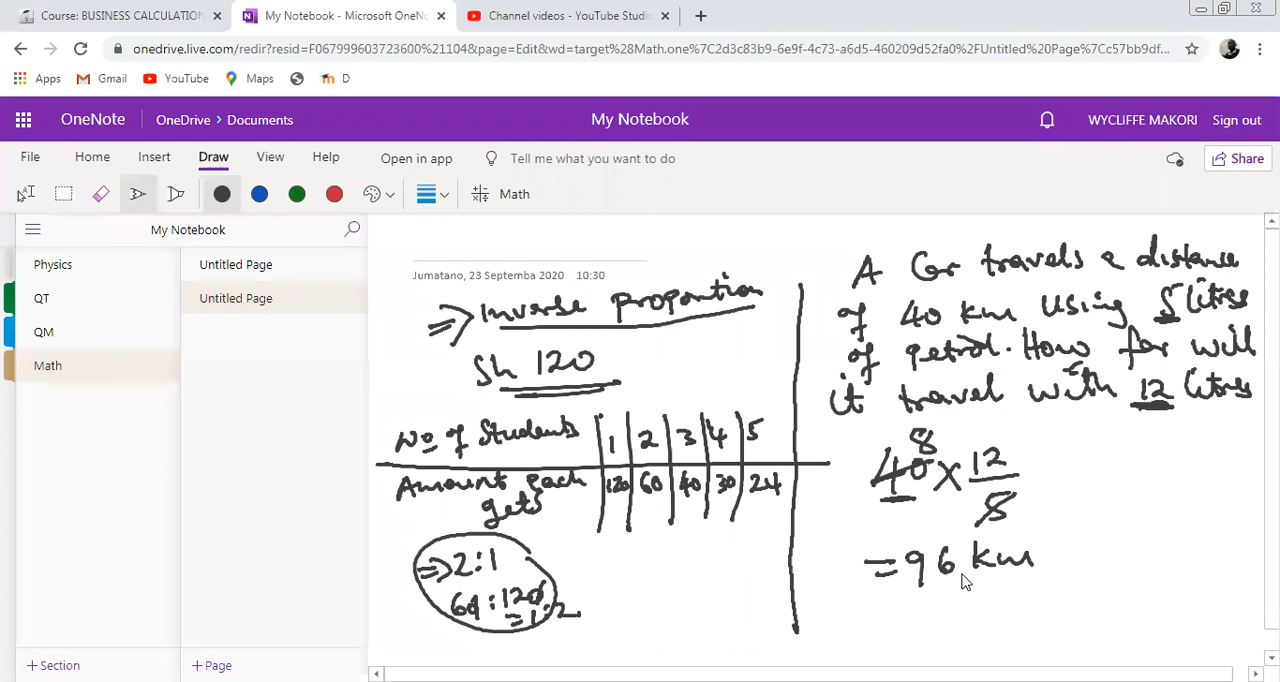 Course: BUSINESS CALCULATION
My Notebook - Microsoft OneNo
Channel videos - YouTube Studi
onedrive.live.com/redir?resid=F067999603723600%21104&page=Edit&wd=target%28Math.one%7C2d3c83b9-6e9f-4c73-a6d5-460209d52fa0%2FUntitled%20Page%7Cc57bb9df...
Apps Gmail YouTube Maps D
OneNote OneDrive > Documents My Notebook WYCLIFFE MAKORI Sign out
File Home Insert Draw View Help Open in app Tell me what you want to do Share
Math
My Notebook
Physics
QT
QM
Math
Untitled Page
Untitled Page
+ Section
+ Page
Jumatano, 23 Septemba 2020 10:30
=> Inverse proportion
Sh 120
No of Students 1 2 3 4 5
Amount each 120 60 40 30 24
gets
=> 2:1
60:120
= 1:2
A Car travels a distance
of 40 km using 5 litres
of petrol. How far will
it travel with 12 litres
8
40 × 12/5
= 96 km